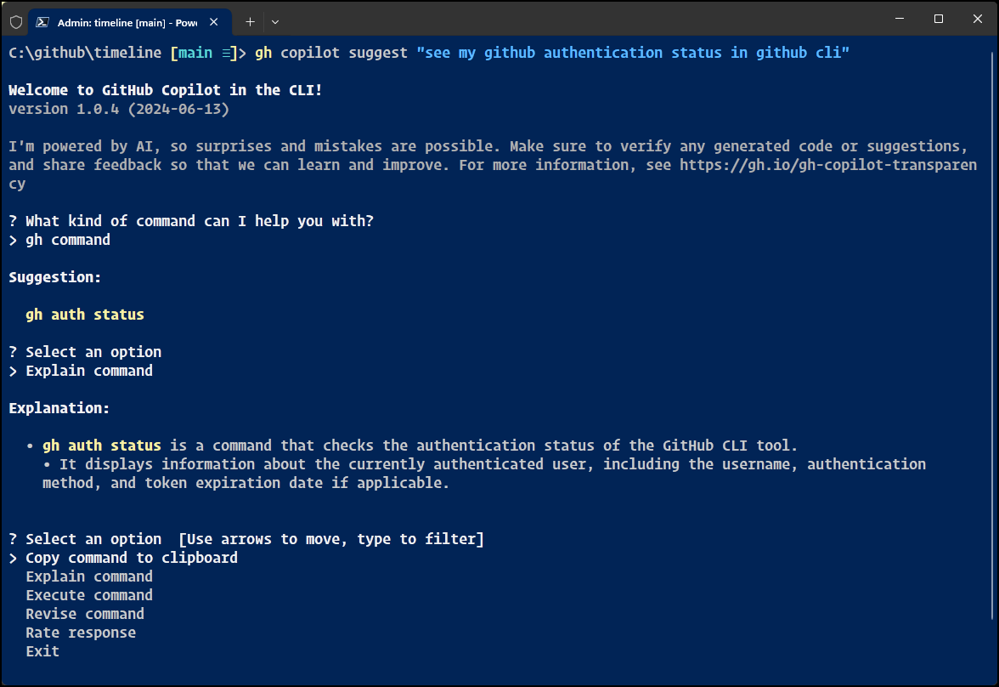 Admin: timeline [main] - Powe
C:\github\timeline [main ≡]> gh copilot suggest "see my github authentication status in github cli"
Welcome to GitHub Copilot in the CLI!
version 1.0.4 (2024-06-13)
I'm powered by AI, so surprises and mistakes are possible. Make sure to verify any generated code or suggestions,
and share feedback so that we can learn and improve. For more information, see https://gh.io/gh-copilot-transparen
cy
? What kind of command can I help you with?
> gh command
Suggestion:
gh auth status
? Select an option
> Explain command
Explanation:
• gh auth status is a command that checks the authentication status of the GitHub CLI tool.
• It displays information about the currently authenticated user, including the username, authentication
method, and token expiration date if applicable.
? Select an option  [Use arrows to move, type to filter]
> Copy command to clipboard
Explain command
Execute command
Revise command
Rate response
Exit